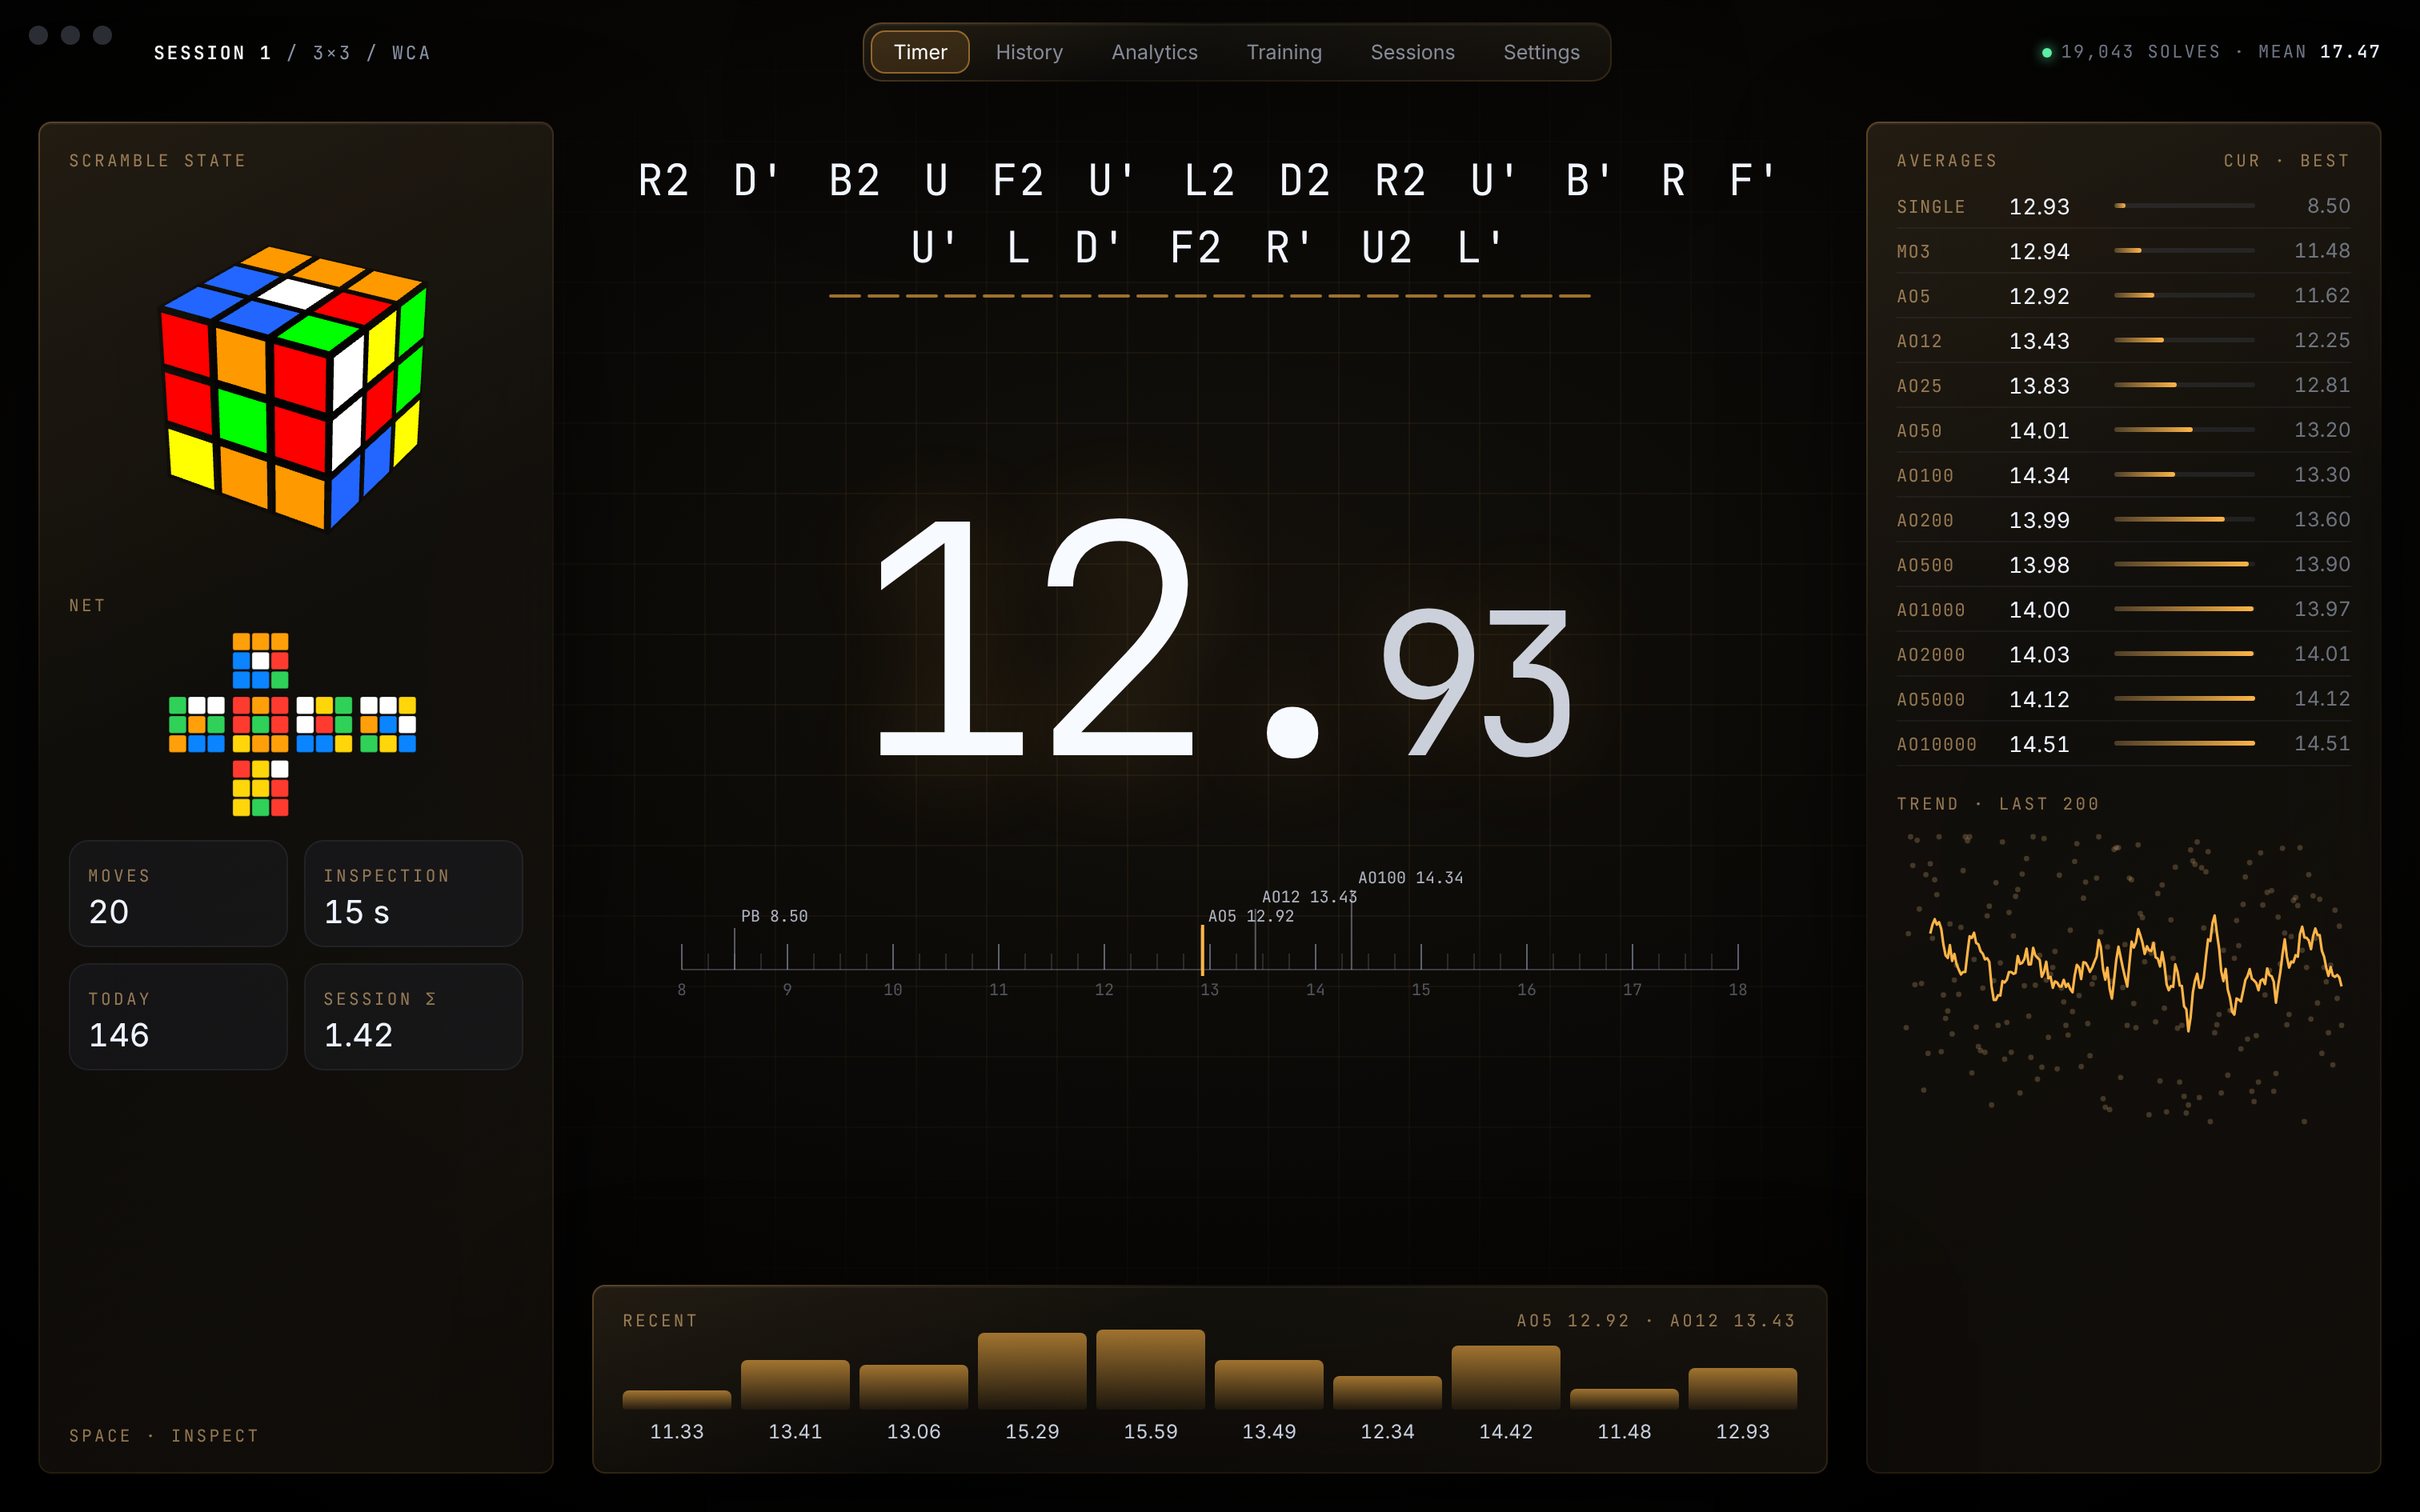 SESSION 1 / 3×3 / WCA
Timer History Analytics Training Sessions Settings
19,043 SOLVES · MEAN 17.47
SCRAMBLE STATE
NET
MOVES
20
INSPECTION
15 s
TODAY
146
SESSION Σ
1.42
SPACE · INSPECT
R2 D' B2 U F2 U' L2 D2 R2 U' B' R F'
U' L D' F2 R' U2 L'
12.93
AO100 14.34
AO12 13.43
PB 8.50
AO5 12.92
8 9 10 11 12 13 14 15 16 17 18
RECENT
AO5 12.92 · AO12 13.43
11.33 13.41 13.06 15.29 15.59 13.49 12.34 14.42 11.48 12.93
AVERAGES CUR · BEST
SINGLE 12.93 8.50
MO3 12.94 11.48
AO5 12.92 11.62
AO12 13.43 12.25
AO25 13.83 12.81
AO50 14.01 13.20
AO100 14.34 13.30
AO200 13.99 13.60
AO500 13.98 13.90
AO1000 14.00 13.97
AO2000 14.03 14.01
AO5000 14.12 14.12
AO10000 14.51 14.51
TREND · LAST 200